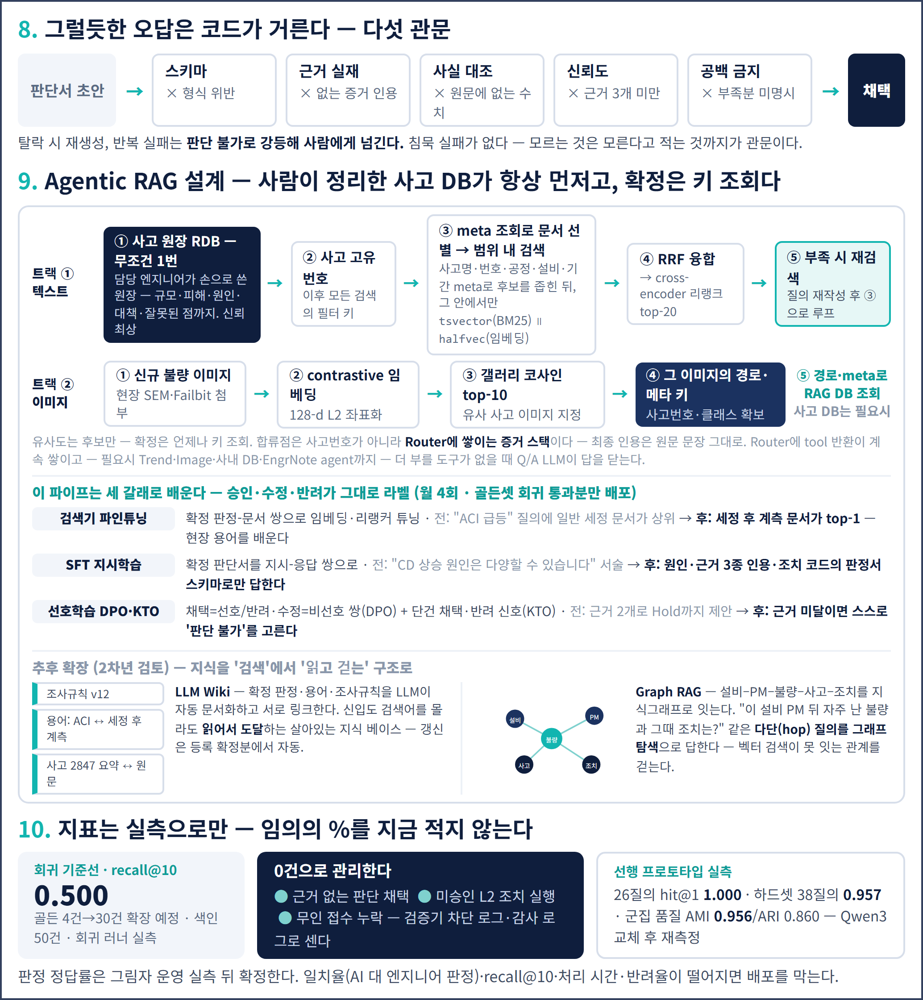 8. 그럴듯한 오답은 코드가 거른다 — 다섯 관문
판단서 초안
→
스키마
× 형식 위반
근거 실재
× 없는 증거 인용
사실 대조
× 원문에 없는 수
치
신뢰도
× 근거 3개 미만
공백 금지
× 부족분 미명시
→
채택
탈락 시 재생성, 반복 실패는 판단 불가로 강등해 사람에게 넘긴다. 침묵 실패가 없다 — 모르는 것은 모른다고 적는 것까지가 관문이다.
9. Agentic RAG 설계 — 사람이 정리한 사고 DB가 항상 먼저고, 확정은 키 조회다
트랙 ①
텍스트
① 사고 원장 RDB —
무조건 1번
담당 엔지니어가 손으로 쓴
원장 — 규모·피해·원인·
대책·잘못된 점까지. 신뢰
최상
→
② 사고 고유
번호
이후 모든 검색
의 필터 키
→
③ meta 조회로 문서 선
별 → 범위 내 검색
사고명·번호·공정·설비·기
간 meta로 후보를 좁힌 뒤,
그 안에서만
tsvector(BM25) ∥
halfvec(임베딩)
→
④ RRF 융합
→ cross-
encoder 리랭크
top-20
→
⑤ 부족 시 재검
색
질의 재작성 후 ③
으로 루프
트랙 ②
이미지
① 신규 불량 이미지
현장 SEM·Failbit 첨
부
→
② contrastive 임
베딩
128-d L2 좌표화
→
③ 갤러리 코사인
top-10
유사 사고 이미지 지정
→
④ 그 이미지의 경로·
메타 키
사고번호·클래스 확보
⑤ 경로·meta로
RAG DB 조회
사고 DB는 필요시
유사도는 후보만 — 확정은 언제나 키 조회. 합류점은 사고번호가 아니라 Router에 쌓이는 증거 스택이다 — 최종 인용은 원문 문장 그대로. Router에 tool 반환이 계
속 쌓이고 — 필요시 Trend·Image·사내 DB·EngrNote agent까지 — 더 부를 도구가 없을 때 Q/A LLM이 답을 닫는다.
이 파이프는 세 갈래로 배운다 — 승인·수정·반려가 그대로 라벨 (월 4회 · 골든셋 회귀 통과분만 배포)
검색기 파인튜닝
확정 판정-문서 쌍으로 임베딩·리랭커 튜닝 · 전: "ACI 급등" 질의에 일반 세정 문서가 상위 → 후: 세정 후 계측 문서가 top-1 —
현장 용어를 배운다
SFT 지시학습
확정 판단서를 지시-응답 쌍으로 · 전: "CD 상승 원인은 다양할 수 있습니다" 서술 → 후: 원인·근거 3종 인용·조치 코드의 판정서
스키마로만 답한다
선호학습 DPO·KTO
채택=선호/반려·수정=비선호 쌍(DPO) + 단건 채택·반려 신호(KTO) · 전: 근거 2개로 Hold까지 제안 → 후: 근거 미달이면 스스로
'판단 불가'를 고른다
추후 확장 (2차년 검토) — 지식을 '검색'에서 '읽고 걷는' 구조로
조사규칙 v12
용어: ACI ↔ 세정 후
계측
사고 2847 요약 ↔ 원
문
LLM Wiki — 확정 판정·용어·조사규칙을 LLM이
자동 문서화하고 서로 링크한다. 신입도 검색어를 몰
라도 읽어서 도달하는 살아있는 지식 베이스 — 갱신
은 등록 확정분에서 자동.
설비
PM
불량
사고
조치
Graph RAG — 설비–PM–불량–사고–조치를 지
식그래프로 잇는다. "이 설비 PM 뒤 자주 난 불량
과 그때 조치는?" 같은 다단(hop) 질의를 그래프
탐색으로 답한다 — 벡터 검색이 못 잇는 관계를
걷는다.
10. 지표는 실측으로만 — 임의의 %를 지금 적지 않는다
회귀 기준선 · recall@10
0.500
골든 4건→30건 확장 예정 · 색인
50건 · 회귀 러너 실측
0건으로 관리한다
● 근거 없는 판단 채택 ● 미승인 L2 조치 실행
● 무인 접수 누락 — 검증기 차단 로그·감사 로
그로 센다
선행 프로토타입 실측
26질의 hit@1 1.000 · 하드셋 38질의 0.957
· 군집 품질 AMI 0.956/ARI 0.860 — Qwen3
교체 후 재측정
판정 정답률은 그림자 운영 실측 뒤 확정한다. 일치율(AI 대 엔지니어 판정)·recall@10·처리 시간·반려율이 떨어지면 배포를 막는다.